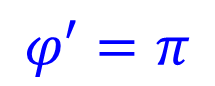 φ′ = π